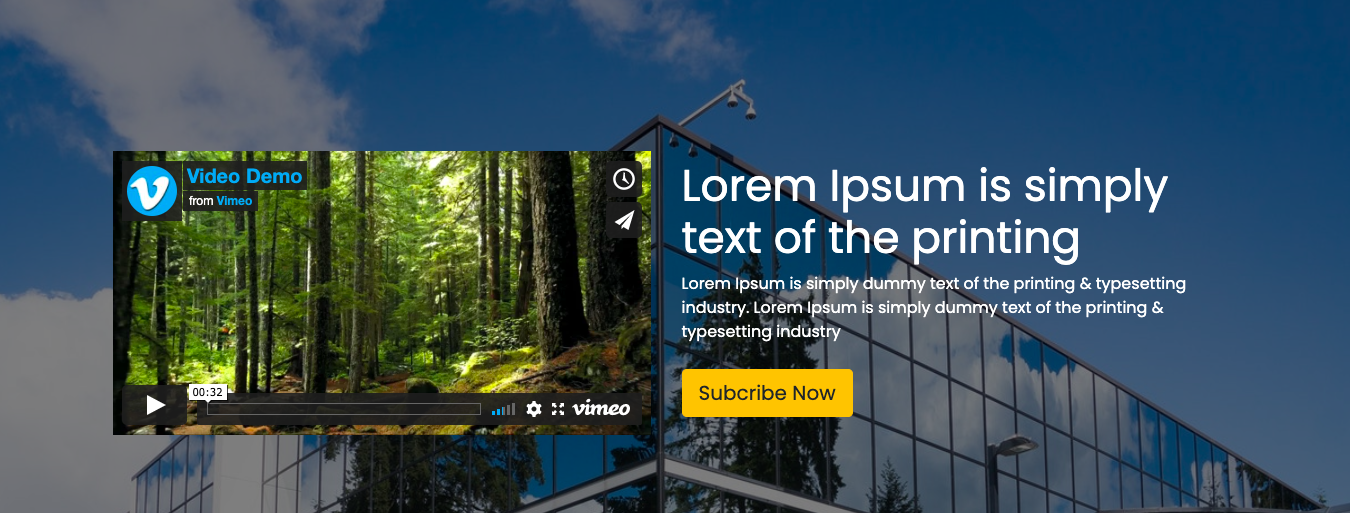 Video Demo
from Vimeo
Lorem Ipsum is simply
text of the printing
Lorem Ipsum is simply dummy text of the printing & typesetting
industry. Lorem Ipsum is simply dummy text of the printing &
typesetting industry
Subcribe Now
00:32
vimeo